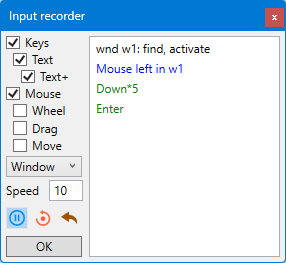 Input recorder
x
Keys
Text
Text+
Mouse
Wheel
Drag
Move
Window
Speed 10
OK
wnd w1: find, activate
Mouse left in w1
Down*5
Enter